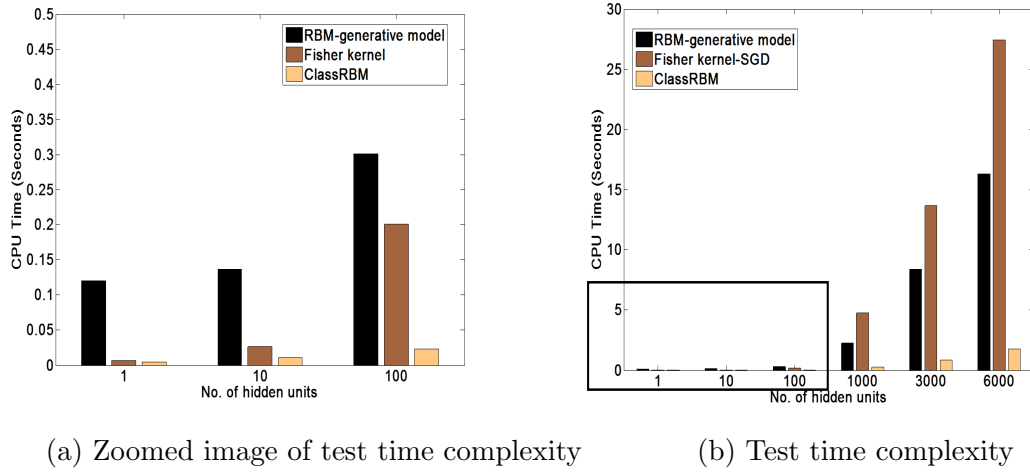 0.5
0.45
0.4
0.35
0.3
0.25
0.2
0.15
0.1
0.05
0
CPU Time (Seconds)
RBM-generative model
Fisher kernel
ClassRBM
1 10 100
No. of hidden units
(a) Zoomed image of test time complexity
30
25
20
15
10
5
0
CPU Time (Seconds)
RBM-generative model
Fisher kernel-SGD
ClassRBM
1 10 100 1000 3000 6000
No. of hidden units
(b) Test time complexity